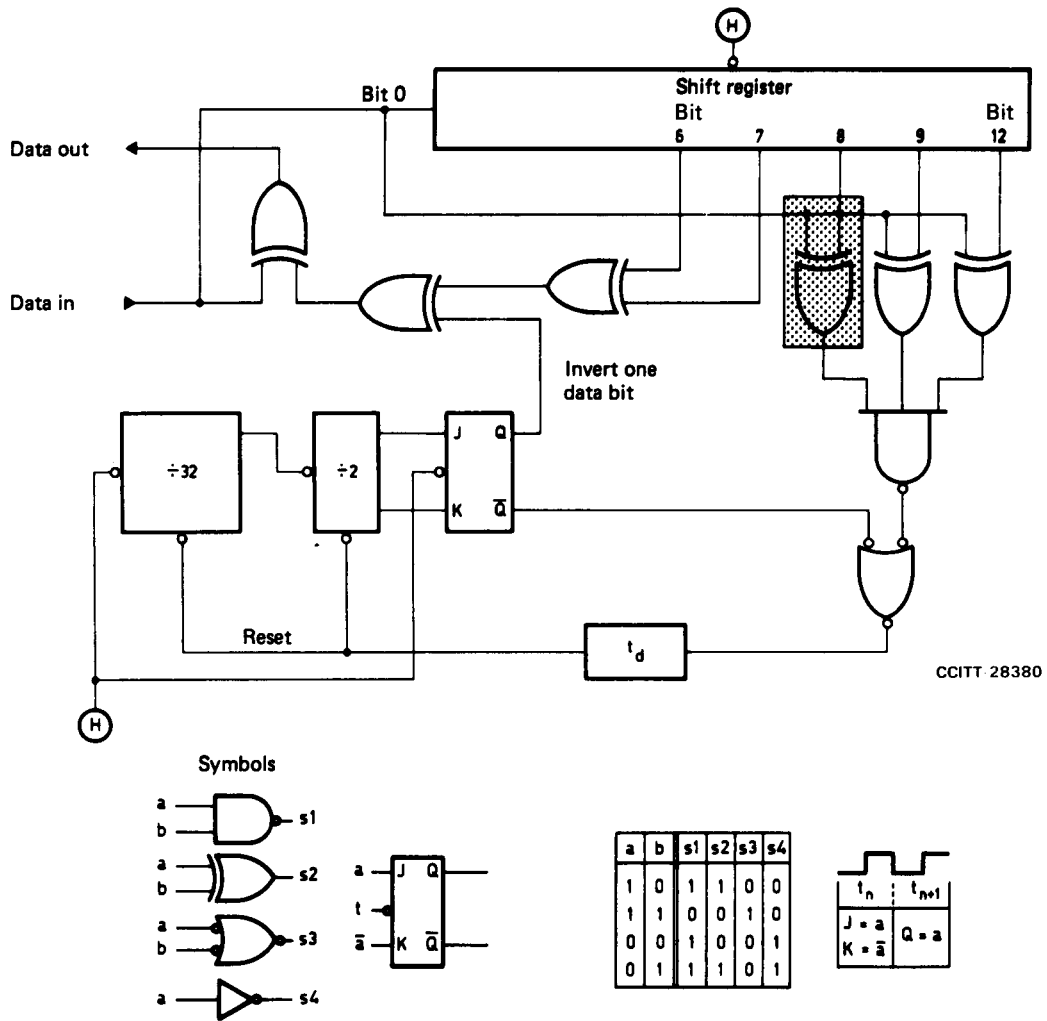 H
Shift register
Bit 0
Bit Bit
6 7 8 9 12
Data out
Data in
Invert one
data bit
÷32
÷2
J Q
K Q̅
Reset
t_d
CCITT 28380
H
Symbols
a
b s1
a
b s2
a
b s3
a s4
a J Q
t
a̅ K Q̅
a b s1 s2 s3 s4
1 0 1 1 0 0
1 1 0 0 1 0
0 0 1 0 0 1
0 1 1 1 0 1
t_n t_n+1
J = a
K = a̅
Q = a